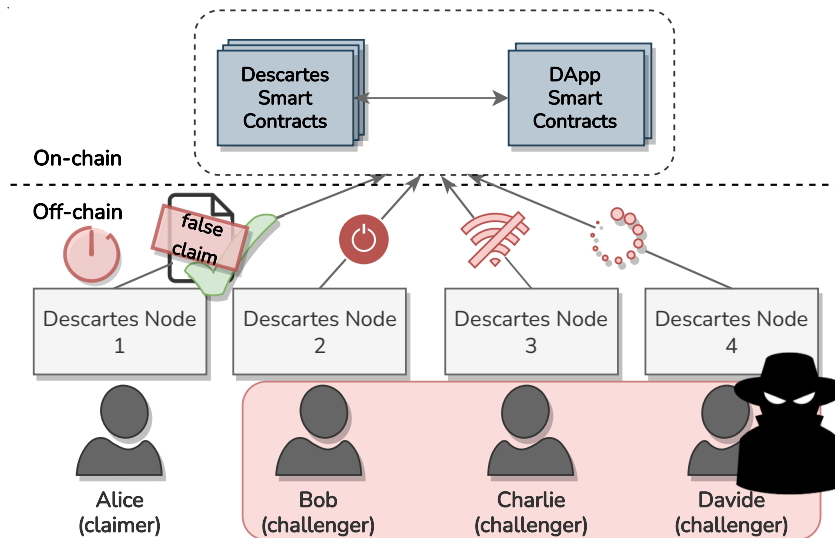 Descartes
Smart
Contracts
DApp
Smart
Contracts
On-chain
Off-chain
false
claim
Descartes Node
1
Descartes Node
2
Descartes Node
3
Descartes Node
4
Alice
(claimer)
Bob
(challenger)
Charlie
(challenger)
Davide
(challenger)